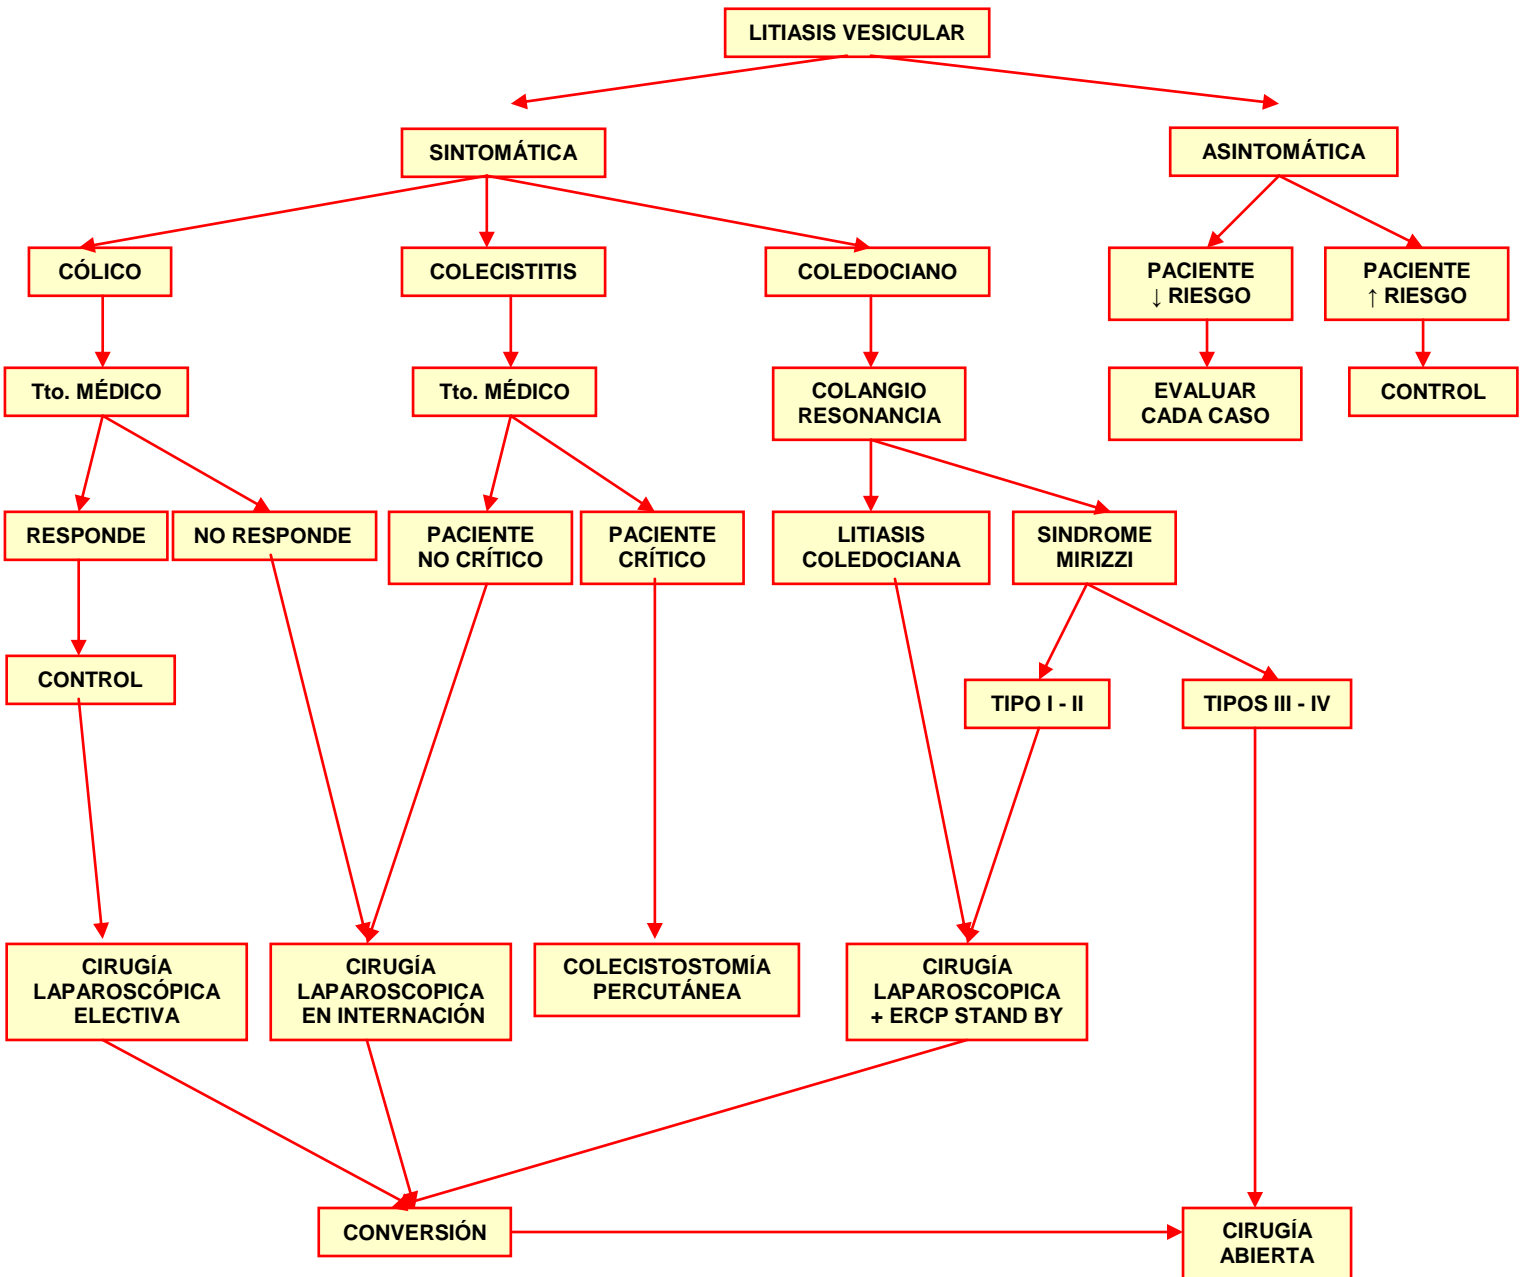 LITIASIS VESICULAR
SINTOMÁTICA
ASINTOMÁTICA
CÓLICO
COLECISTITIS
COLEDOCIANO
PACIENTE
↓ RIESGO
PACIENTE
↑ RIESGO
Tto. MÉDICO
Tto. MÉDICO
COLANGIO
RESONANCIA
EVALUAR
CADA CASO
CONTROL
RESPONDE
NO RESPONDE
PACIENTE
NO CRÍTICO
PACIENTE
CRÍTICO
LITIASIS
COLEDOCIANA
SINDROME
MIRIZZI
CONTROL
TIPO I - II
TIPOS III - IV
CIRUGÍA
LAPAROSCÓPICA
ELECTIVA
CIRUGÍA
LAPAROSCOPICA
EN INTERNACIÓN
COLECISTOSTOMÍA
PERCUTÁNEA
CIRUGÍA
LAPAROSCOPICA
+ ERCP STAND BY
CONVERSIÓN
CIRUGÍA
ABIERTA